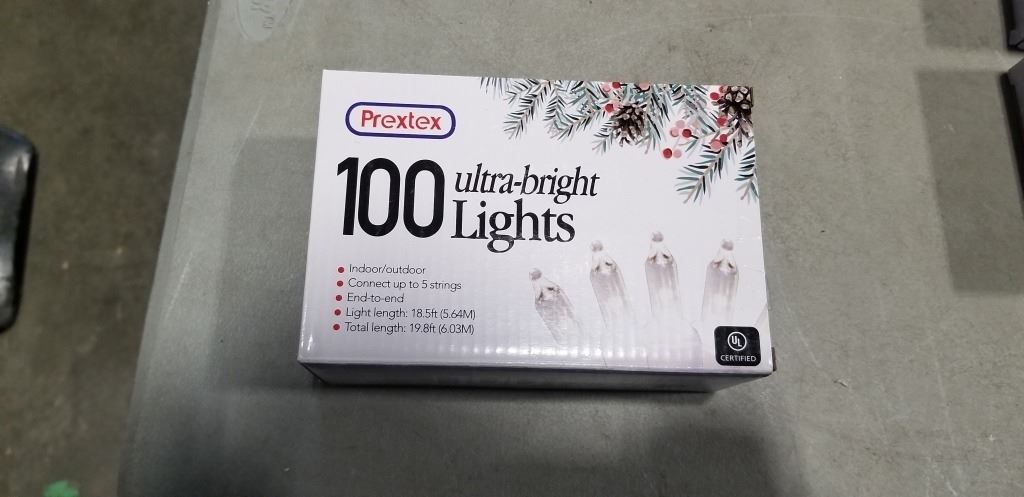 Prextex
100 ultra-bright
Lights
Indoor/outdoor
Connect up to 5 strings
End-to-end
Light length: 18.5ft (5.64M)
Total length: 19.8ft (6.03M)
UL
CERTIFIED